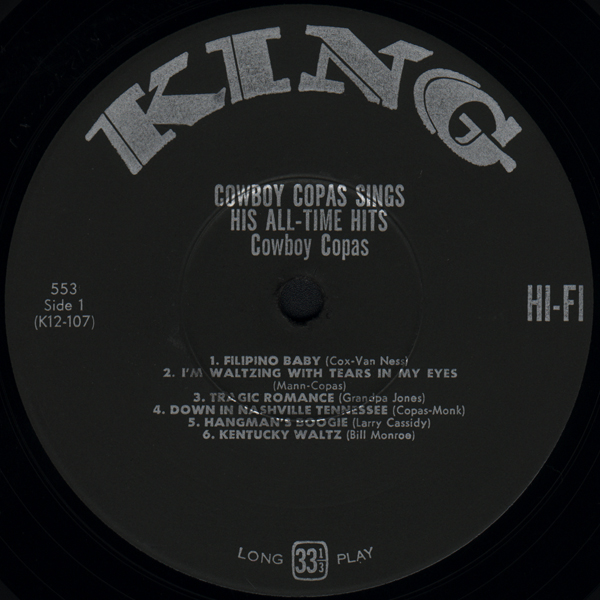 KING
COWBOY COPAS SINGS
HIS ALL-TIME HITS
Cowboy Copas
553
Side 1
(K12-107)
HI-FI
1. FILIPINO BABY (Cox-Van Ness)
2. I'M WALTZING WITH TEARS IN MY EYES
(Mann-Copas)
3. TRAGIC ROMANCE (Grandpa Jones)
4. DOWN IN NASHVILLE TENNESSEE (Copas-Monk)
5. HANGMAN'S BOOGIE (Larry Cassidy)
6. KENTUCKY WALTZ (Bill Monroe)
LONG 33 1/3 PLAY